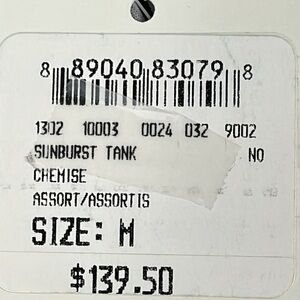 8 89040 83079 8
1302 10003 0024 032 9002
SUNBURST TANK NO
CHEMISE
ASSORT/ASSORTIS
SIZE: M
$139.50